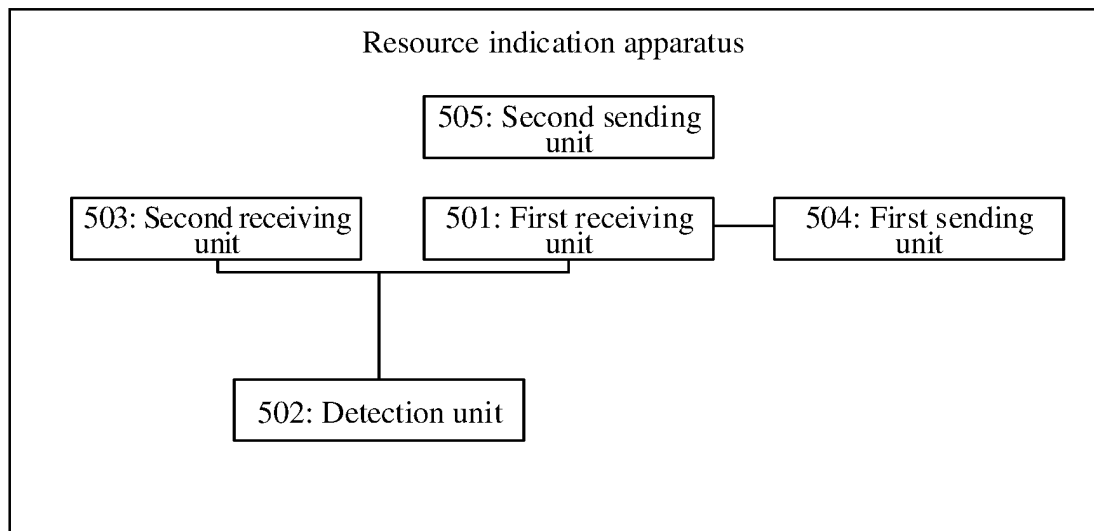 Resource indication apparatus
505: Second sending
unit
503: Second receiving
unit
501: First receiving
unit
504: First sending
unit
502: Detection unit